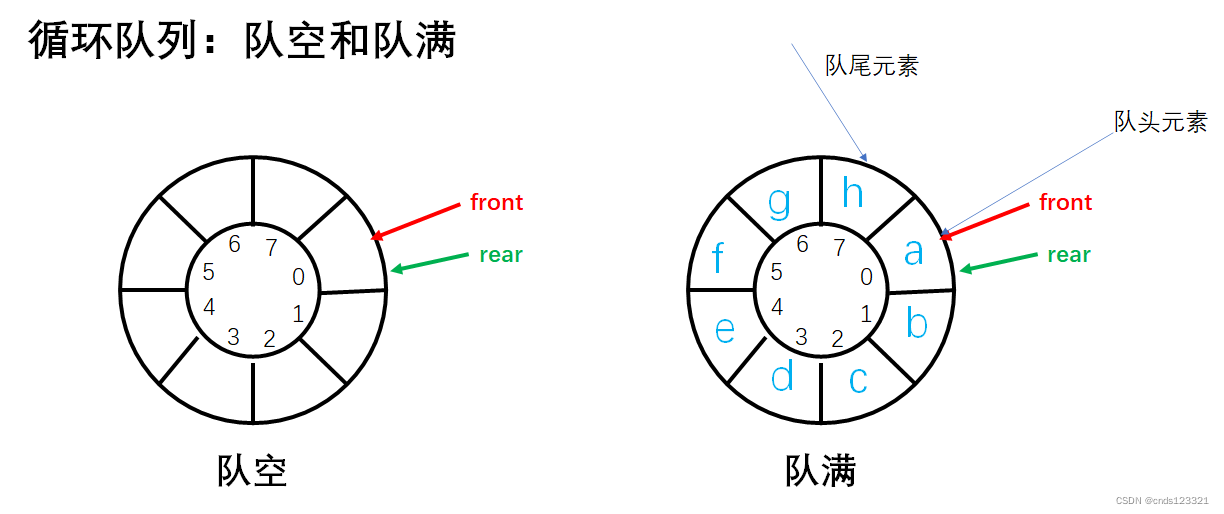 循环队列：队空和队满
队尾元素
队头元素
front
rear
6 7
5 0
4 1
3 2
队空
g h
f a
e b
d c
front
rear
6 7
5 0
4 1
3 2
队满
CSDN @cnds123321